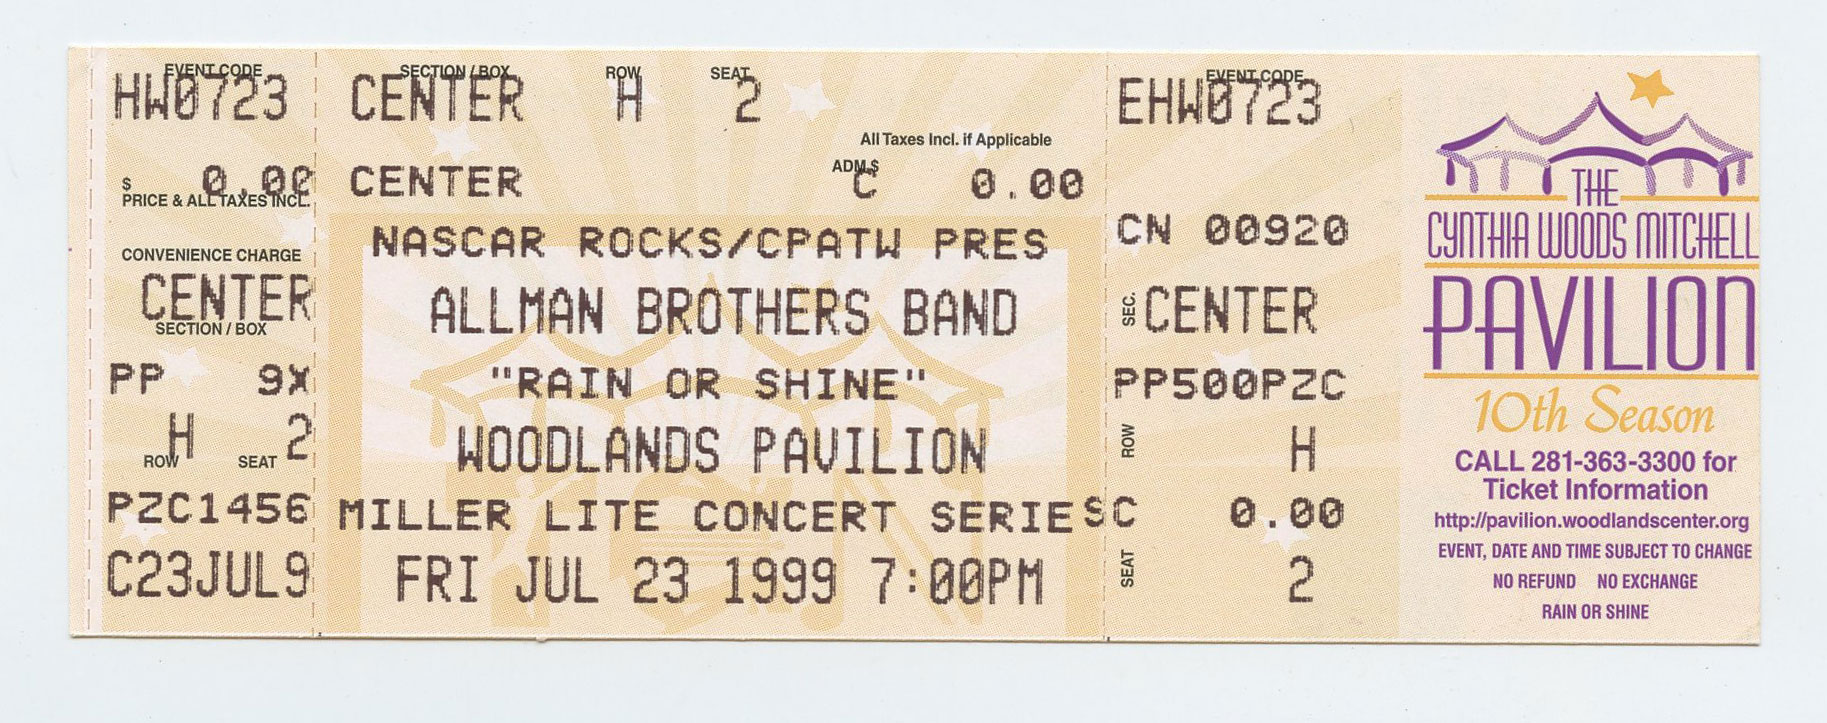 EVENT CODE
HW0723
$ 0.00
PRICE & ALL TAXES INCL.
CONVENIENCE CHARGE
CENTER
SECTION / BOX
PP 9X
H 2
ROW SEAT
PZC1456
C23JUL9
SECTION / BOX ROW SEAT
CENTER H 2
All Taxes Incl. if Applicable
ADM.$
CENTER C 0.00
NASCAR ROCKS/CPATW PRES
ALLMAN BROTHERS BAND
"RAIN OR SHINE"
WOODLANDS PAVILION
MILLER LITE CONCERT SERIES
FRI JUL 23 1999 7:00PM
EVENT CODE
EHW0723
CN 00920
SEC. CENTER
PP500PZC
ROW H
C 0.00
SEAT 2
THE
CYNTHIA WOODS MITCHELL
PAVILION
10th Season
CALL 281-363-3300 for
Ticket Information
http://pavilion.woodlandscenter.org
EVENT, DATE AND TIME SUBJECT TO CHANGE
NO REFUND NO EXCHANGE
RAIN OR SHINE